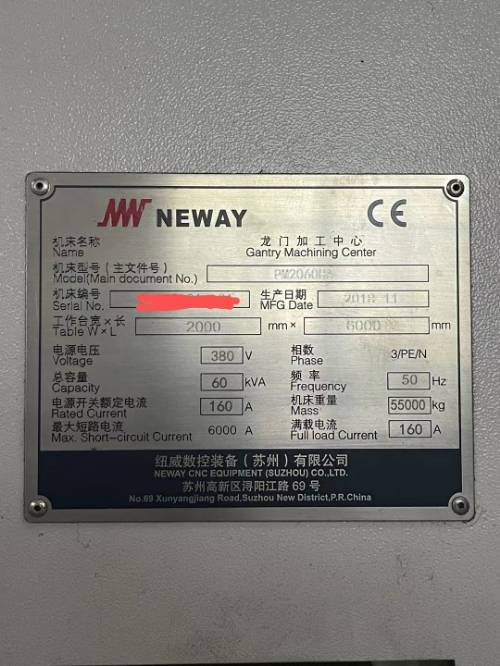 NEWAY CE
机床名称 龙门加工中心
Name Gantry Machining Center
机床型号(主文件号) PM2060HA
Model(Main document No.)
机床编号 生产日期 2018 11
Serial No. MFG Date
工作台宽×长 2000 mm× 6000 mm
Table W×L
电源电压 380 V 相数 3/PE/N
Voltage Phase
总容量 60 kVA 频率 50 Hz
Capacity Frequency
电源开关额定电流 160 A 机床重量 55000 kg
Rated Current Mass
最大短路电流 6000 A 满载电流 160 A
Max. Short-circuit Current Full load Current
纽威数控装备(苏州)有限公司
NEWAY CNC EQUIPMENT (SUZHOU) CO.,LTD.
苏州高新区浔阳江路 69 号
No.69 Xunyangjiang Road,Suzhou New District,P.R.China